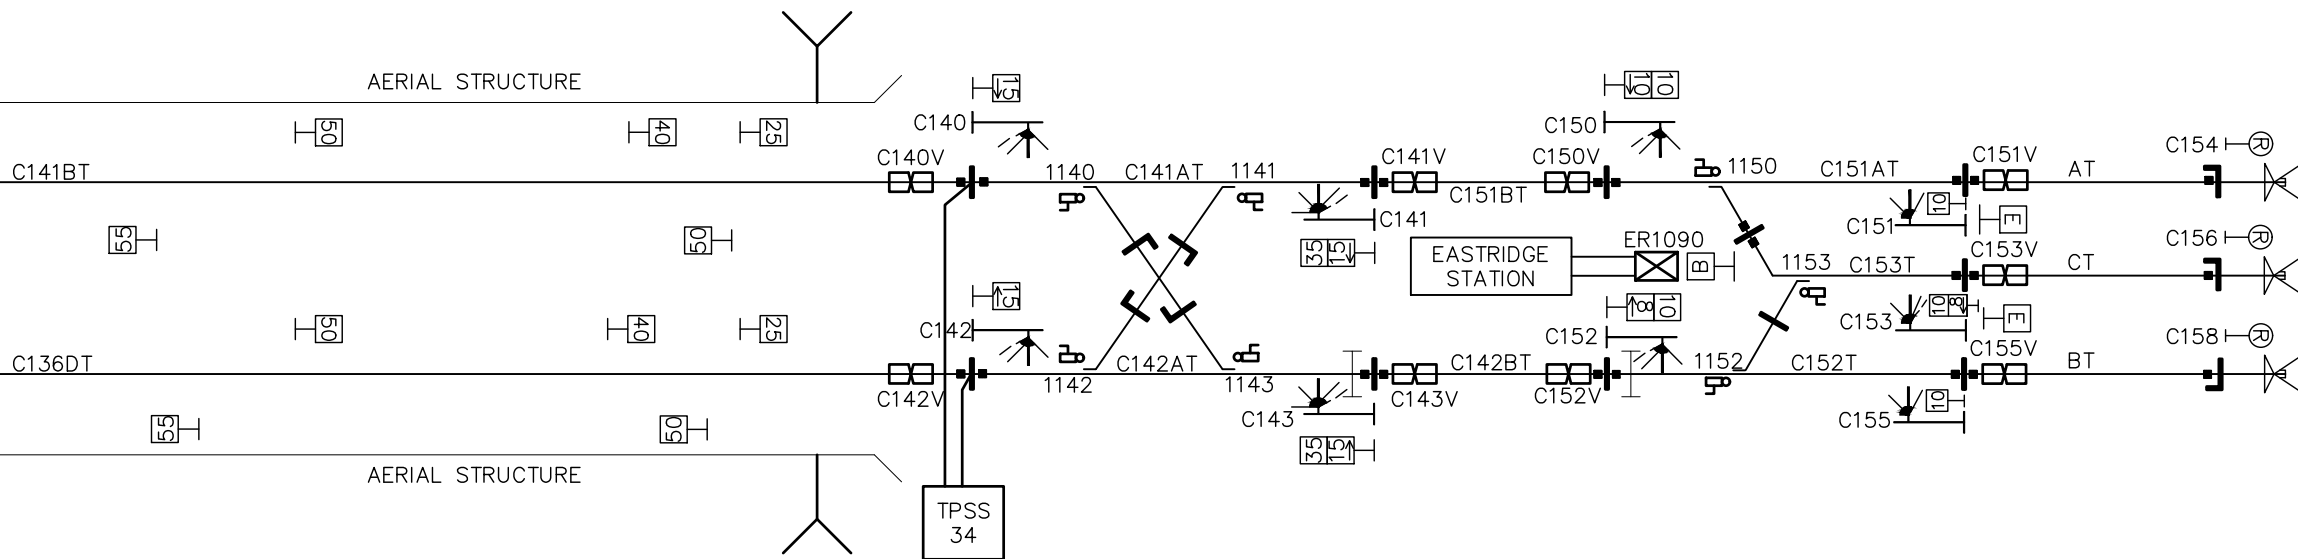 AERIAL STRUCTURE
15
10 10
C140
C150
50
40
25
C154
R
C140V
C141V
C150V
C151V
C141BT
1140
C141AT
1141
1150
C151AT
AT
C151BT
C141
10
C151
E
55
50
35 15
EASTRIDGE
STATION
ER1090
B
C153V
C156
R
1153
C153T
CT
15
8 10
10 8
50
40
25
C142
C152
C153
E
C158
R
C136DT
C142AT
C142BT
1152
C152T
C155V
BT
1142
1143
C142V
C143V
C152V
10
55
50
C143
C155
35 15
AERIAL STRUCTURE
TPSS
34